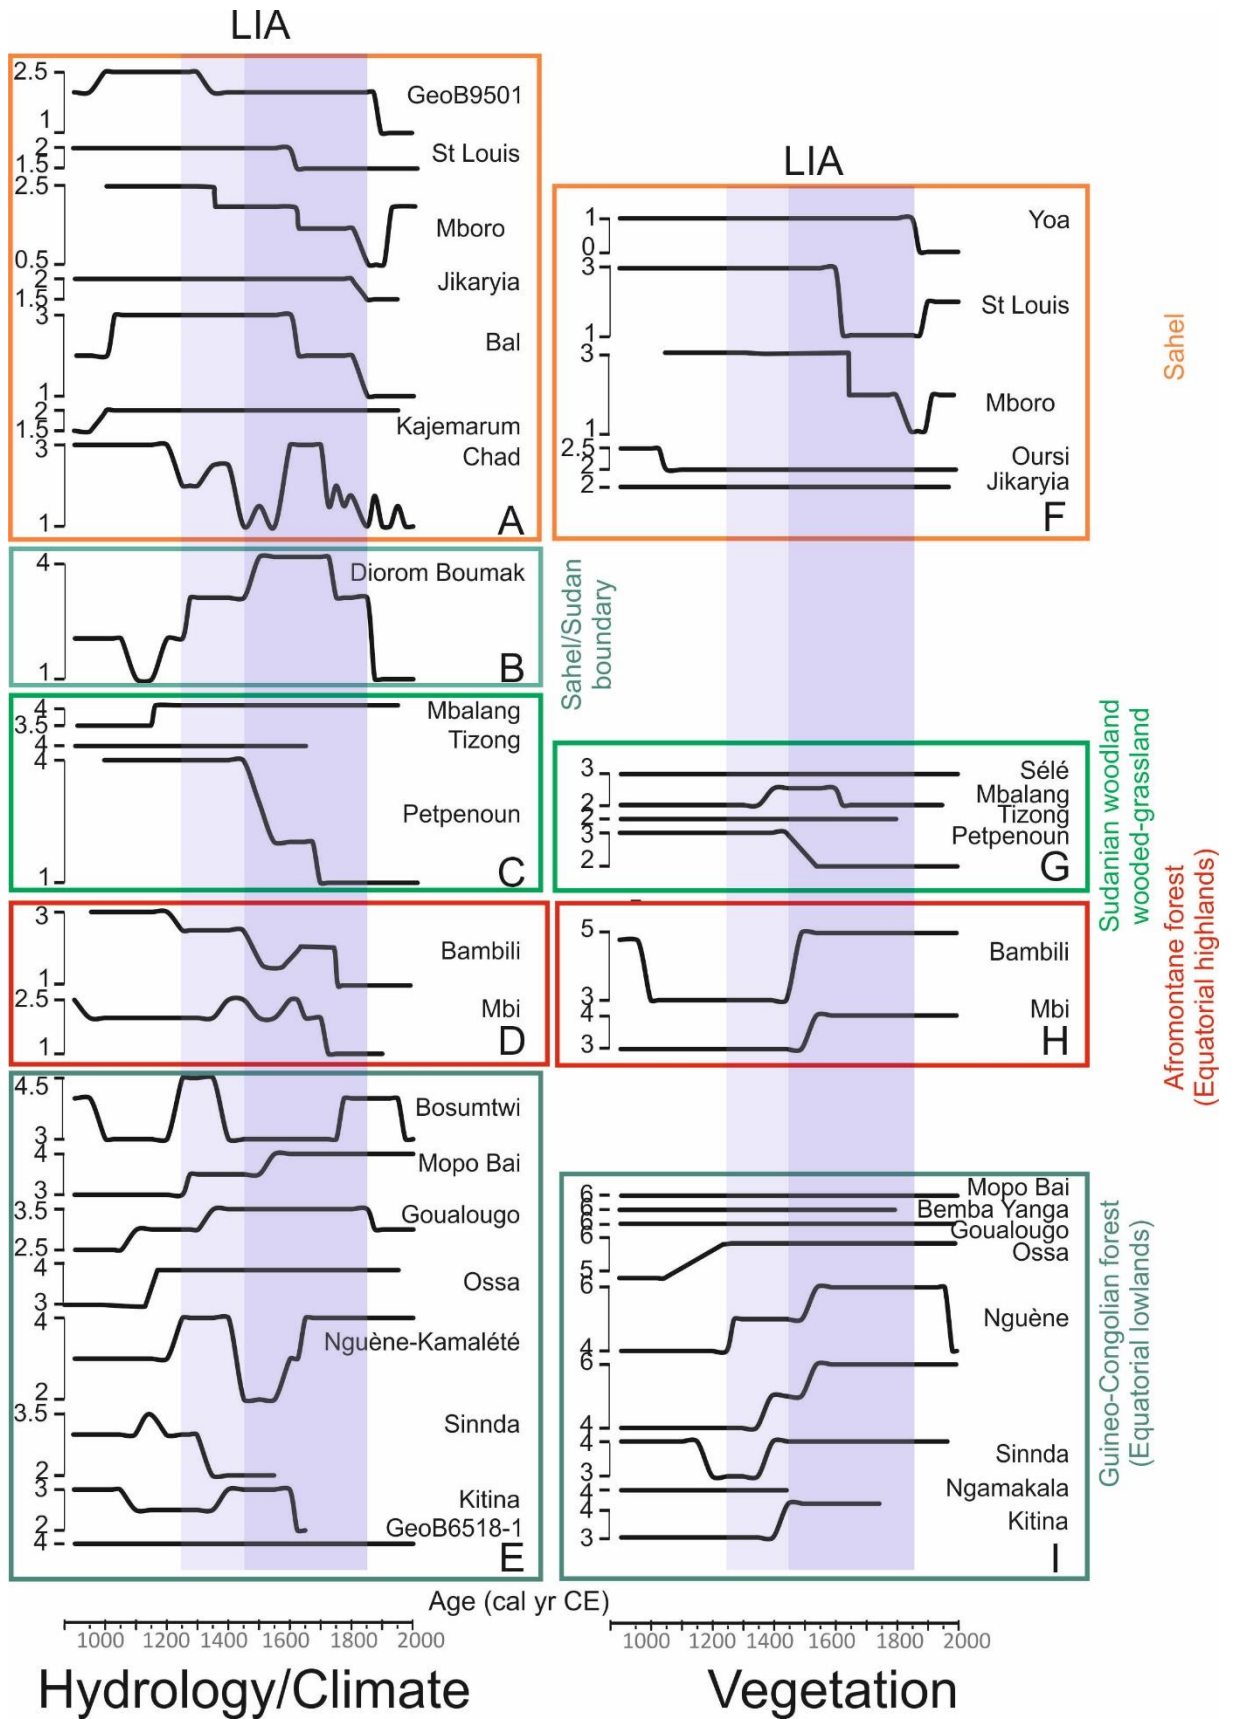 LIA
2.5
GeoB9501
1
2
St Louis
1.5
2.5
Mboro
0.5
2
Jikaryia
1.5
3
Bal
1
2
Kajemarum
1.5
Chad
3
1
A
4
Diorom Boumak
1
B
Sahel/Sudan
boundary
4
Mbalang
3.5
Tizong
4
4
Petpenoun
1
C
3
Bambili
1
2.5
Mbi
1
D
4.5
Bosumtwi
3
4
Mopo Bai
3
3.5
Goualougo
2.5
4
Ossa
3
4
Nguène-Kamalété
2
3.5
Sinnda
2
3
Kitina
2
GeoB6518-1
4
E
LIA
1
Yoa
0
3
St Louis
1
3
Mboro
1
2.5
Oursi
2
Jikaryia
2
F
Sahel
3
Sélé
Mbalang
2
Tizong
2
3
Petpenoun
2
G
Sudanian woodland
wooded-grassland
5
Bambili
3
Mbi
4
3
H
Afromontane forest
(Equatorial highlands)
Mopo Bai
6
Bemba Yanga
6
Goualougo
6
6
Ossa
5
6
Nguène
4
6
4
4
Sinnda
3
Ngamakala
4
4
Kitina
3
I
Guineo-Congolian forest
(Equatorial lowlands)
Age (cal yr CE)
1000 1200 1400 1600 1800 2000
1000 1200 1400 1600 1800 2000
Hydrology/Climate
Vegetation